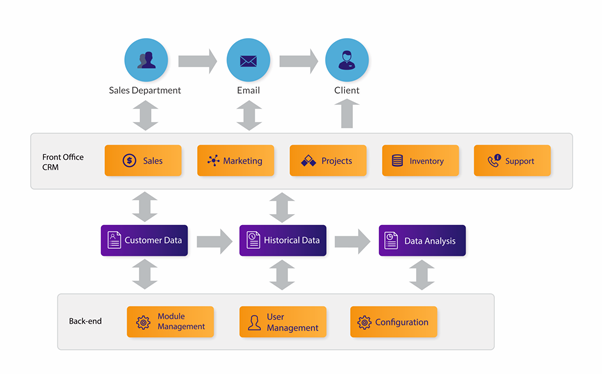 Sales Department
Email
Client
Front Office
CRM
$
Sales
Marketing
Projects
Inventory
Support
Customer Data
Historical Data
Data Analysis
Back-end
Module
Management
User
Management
Configuration